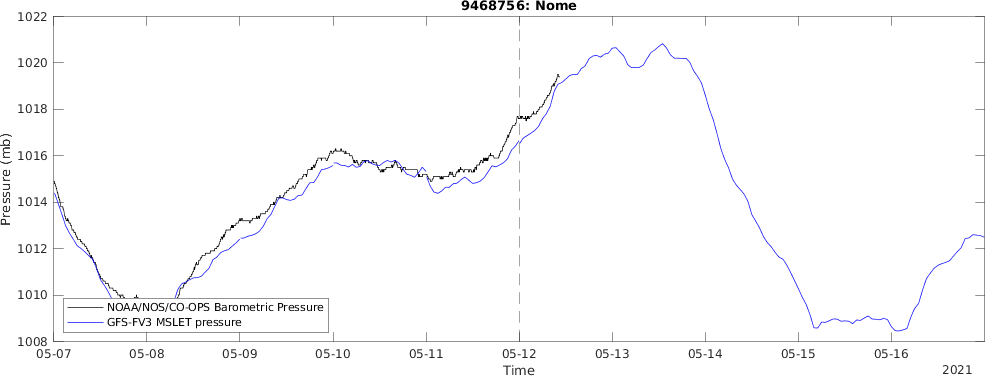 9468756: Nome
Pressure (mb)
1022
1020
1018
1016
1014
1012
1010
1008
NOAA/NOS/CO-OPS Barometric Pressure
GFS-FV3 MSLET pressure
05-07 05-08 05-09 05-10 05-11 05-12 05-13 05-14 05-15 05-16
Time
2021